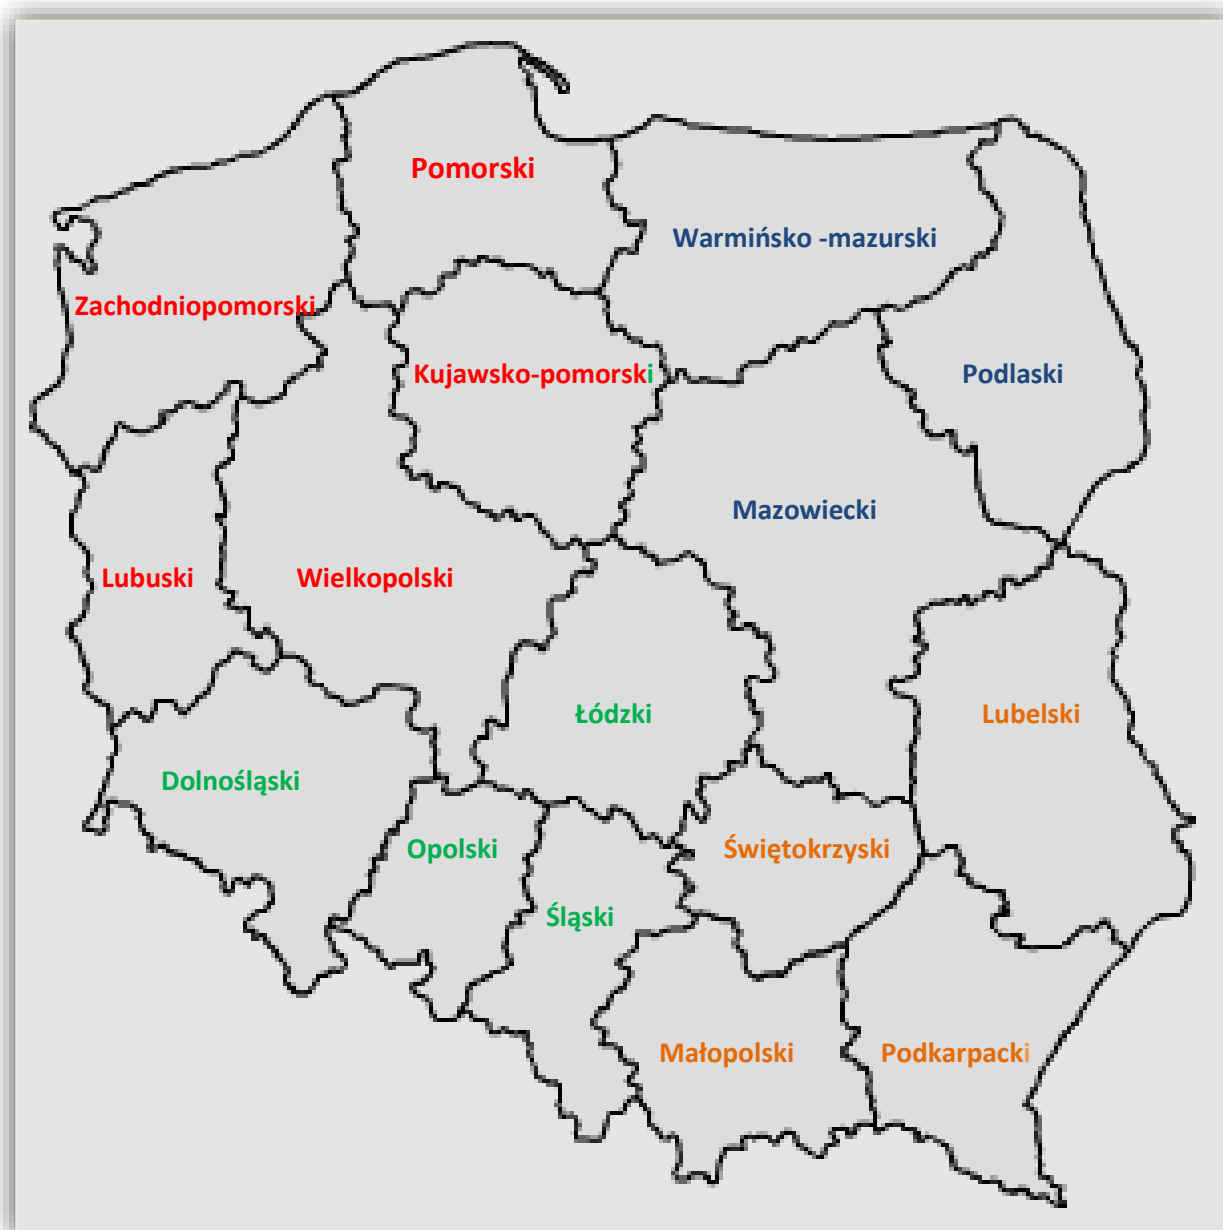 Pomorski
Warmińsko -mazurski
Zachodniopomorski
Kujawsko-pomorski
Podlaski
Mazowiecki
Lubuski
Wielkopolski
Łódzki
Lubelski
Dolnośląski
Opolski
Świętokrzyski
Śląski
Małopolski
Podkarpacki